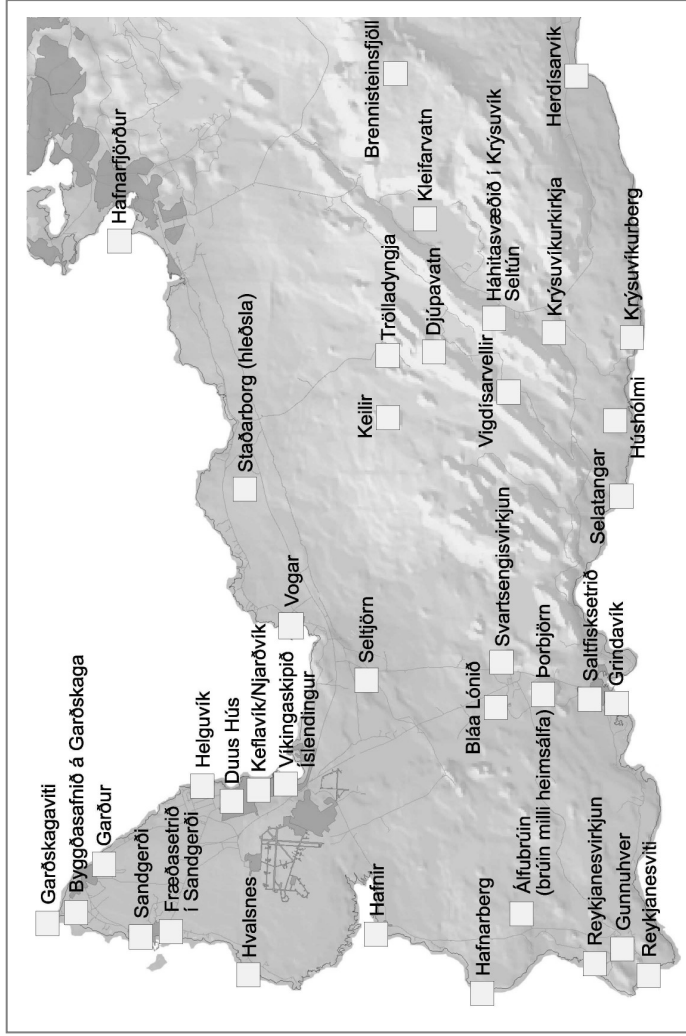 Garðskagaviti
Byggðasafnið á Garðskaga
Garður
Sandgerði
Fræðasetrið
í Sandgerði
Helguvík
Duus Hús
Keflavík/Njarðvík
Víkingaskipið
Íslendingur
Hvalsnes
Hafnir
Hafnarberg
Álfubrúin
(brúin milli heimsálfa)
Reykjanesvirkjun
Gunnuhver
Reykjanesviti
Vogar
Seltjörn
Svartsengisvirkjun
Bláa Lónið
Þorbjörn
Saltfisksetrið
Grindavík
Staðarborg (hleðsla)
Hafnarfjörður
Keilir
Trölladyngja
Djúpavatn
Vigdísarvellir
Selatangar
Húshólmi
Brennisteinsfjöll
Kleifarvatn
Háhitasvæðið í Krýsuvík
Seltún
Krýsuvíkurkirkja
Krýsuvíkurberg
Herdísarvík